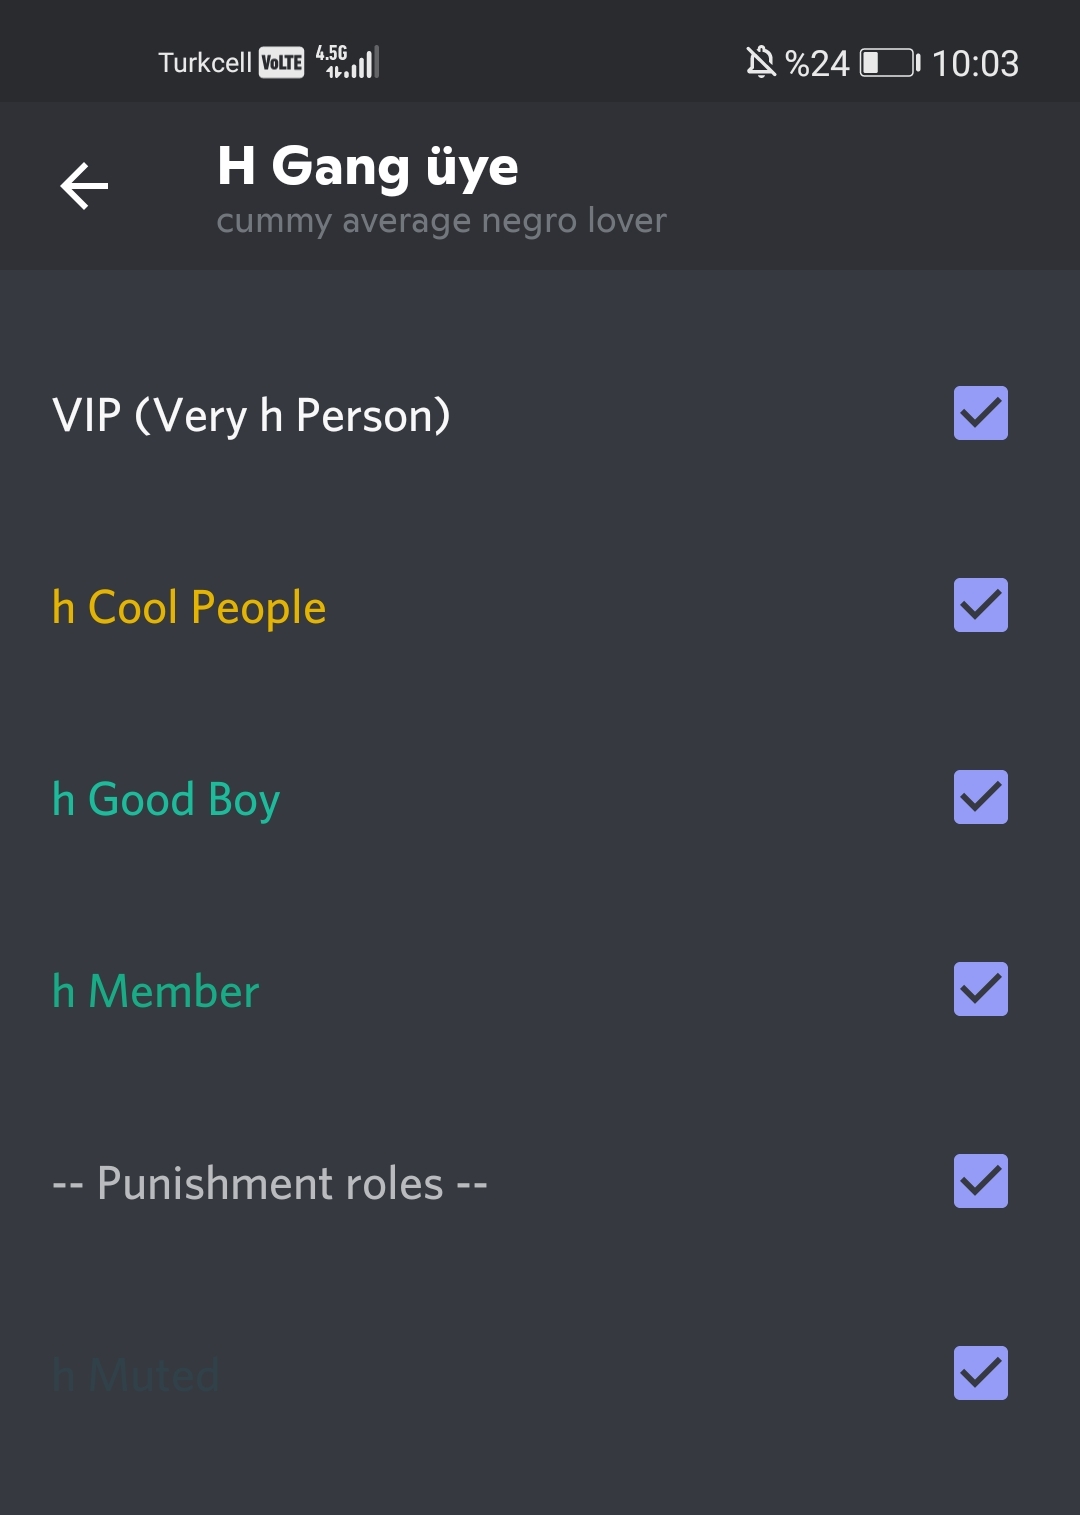 Turkcell VoLTE 4.5G %24 10:03
H Gang üye
cummy average negro lover
VIP (Very h Person)
h Cool People
h Good Boy
h Member
-- Punishment roles --
h Muted